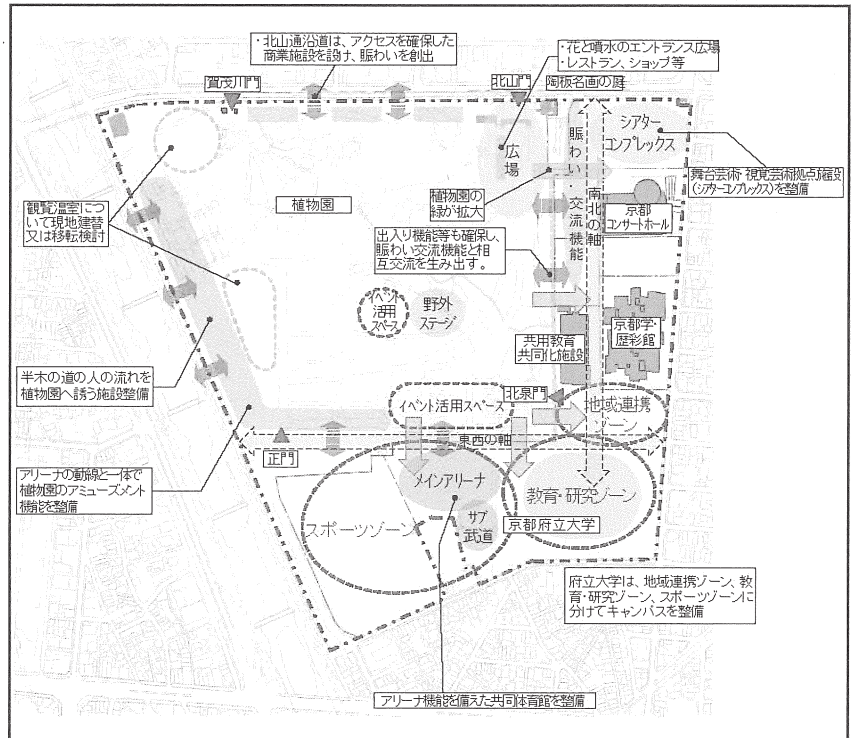 ・北山通沿道は、アクセスを確保した
商業施設を設け、賑わいを創出
・花と噴水のエントランス広場
・レストラン、ショップ等
賀茂川門
北山門
陶板名画の庭
広場
賑わい・交流機能
南北の軸
シアター
コンプレックス
舞台芸術・視覚芸術拠点施設
(シアターコンプレックス)を整備
植物園の
緑が拡大
京都
コンサートホール
植物園
観覧温室につ
いて現地建替
又は移転検討
出入り機能等も確保し、
賑わい交流機能と相
互交流を生み出す。
イベント
活用
スペース
野外
ステージ
共用教育
共同化施設
京都学・
歴彩館
半木の道の人の流れを
植物園へ誘う施設整備
北泉門
イベント活用スペース
地域連携
ゾーン
東西の軸
正門
アリーナの動線と一体で
植物園のアミューズメント
機能を整備
メインアリーナ
教育・研究ゾーン
スポーツゾーン
サブ
武道
京都府立大学
府立大学は、地域連携ゾーン、教
育・研究ゾーン、スポーツゾーンに
分けてキャンパスを整備
アリーナ機能を備えた共同体育館を整備